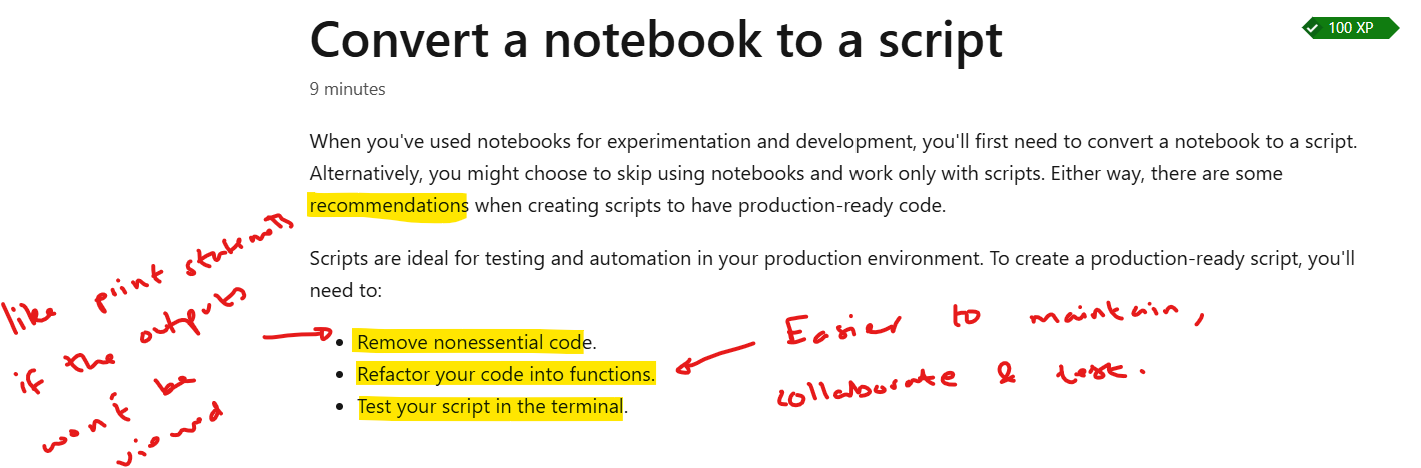 Convert a notebook to a script
100 XP
9 minutes
When you've used notebooks for experimentation and development, you'll first need to convert a notebook to a script.
Alternatively, you might choose to skip using notebooks and work only with scripts. Either way, there are some
recommendations when creating scripts to have production-ready code.
Scripts are ideal for testing and automation in your production environment. To create a production-ready script, you'll
need to:
• Remove nonessential code.
• Refactor your code into functions.
• Test your script in the terminal.
like print statements
if the outputs
won't be
viewed
Easier to maintain,
collaborate & test.